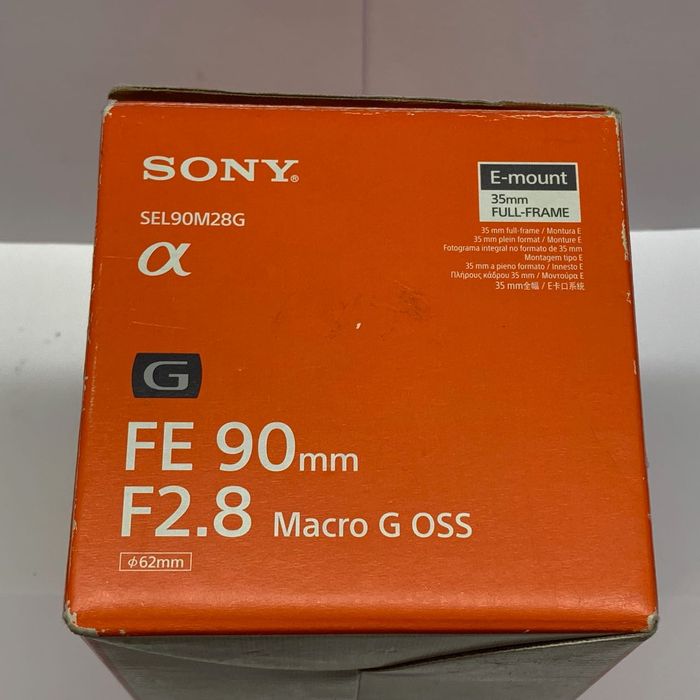 SONY®
SEL90M28G
α
E-mount
35mm
FULL-FRAME
35 mm full-frame / Montura E
35 mm plein format / Monture E
Fotograma integral no formato de 35 mm
Montagem tipo E
35 mm a pieno formato / Innesto E
Πλήρους κάδρου 35 mm / Μοντούρα E
35 mm全幅 / E卡口系統
G
FE 90mm
F2.8 Macro G OSS
ϕ62mm